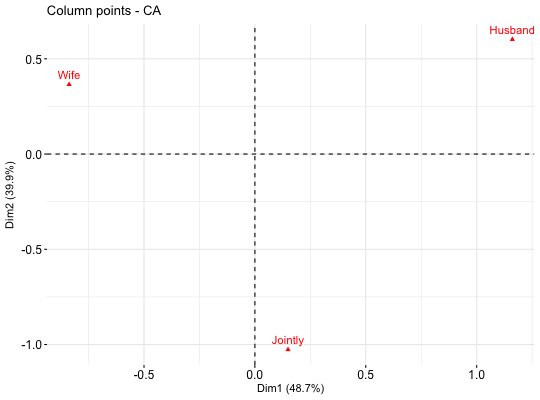 Column points - CA
Husband
Wife
Jointly
0.5
0.0
-0.5
-1.0
-0.5
0.0
0.5
1.0
Dim1 (48.7%)
Dim2 (39.9%)